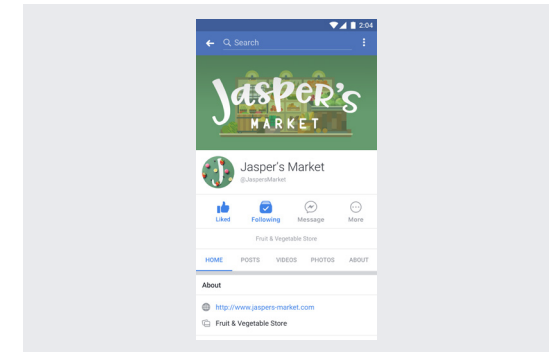 2:04
Search
Jasper's
MARKET
Jasper's Market
@JaspersMarket
Liked Following Message More
Fruit & Vegetable Store
HOME POSTS VIDEOS PHOTOS ABOUT
About
http://www.jaspers-market.com
Fruit & Vegetable Store